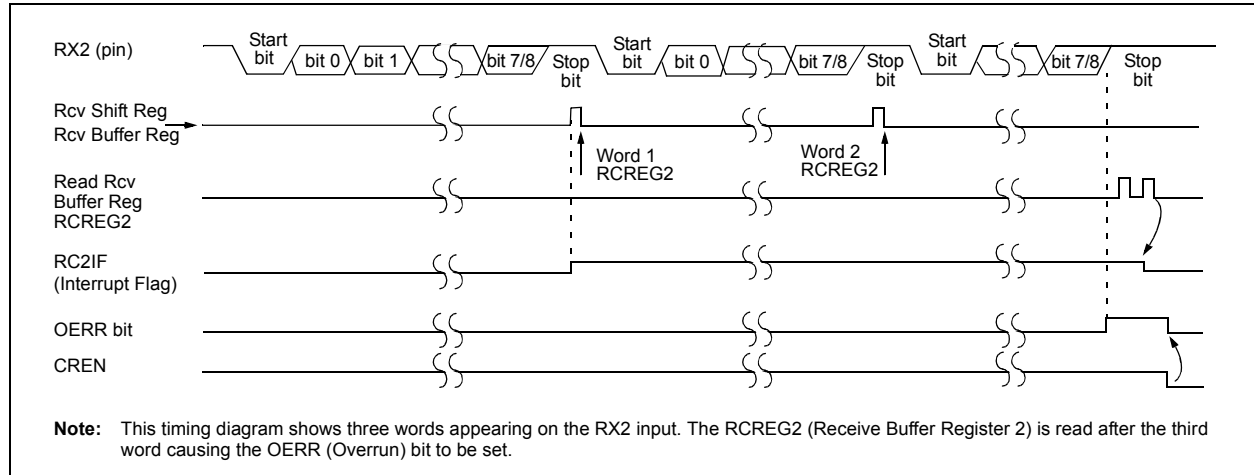 RX2 (pin)
Start bit
bit 0
bit 1
bit 7/8
Stop bit
Start bit
bit 0
bit 7/8
Stop bit
Start bit
bit 7/8
Stop bit
Rcv Shift Reg
Rcv Buffer Reg
Word 1
RCREG2
Word 2
RCREG2
Read Rcv
Buffer Reg
RCREG2
RC2IF
(Interrupt Flag)
OERR bit
CREN
Note: This timing diagram shows three words appearing on the RX2 input. The RCREG2 (Receive Buffer Register 2) is read after the third
word causing the OERR (Overrun) bit to be set.